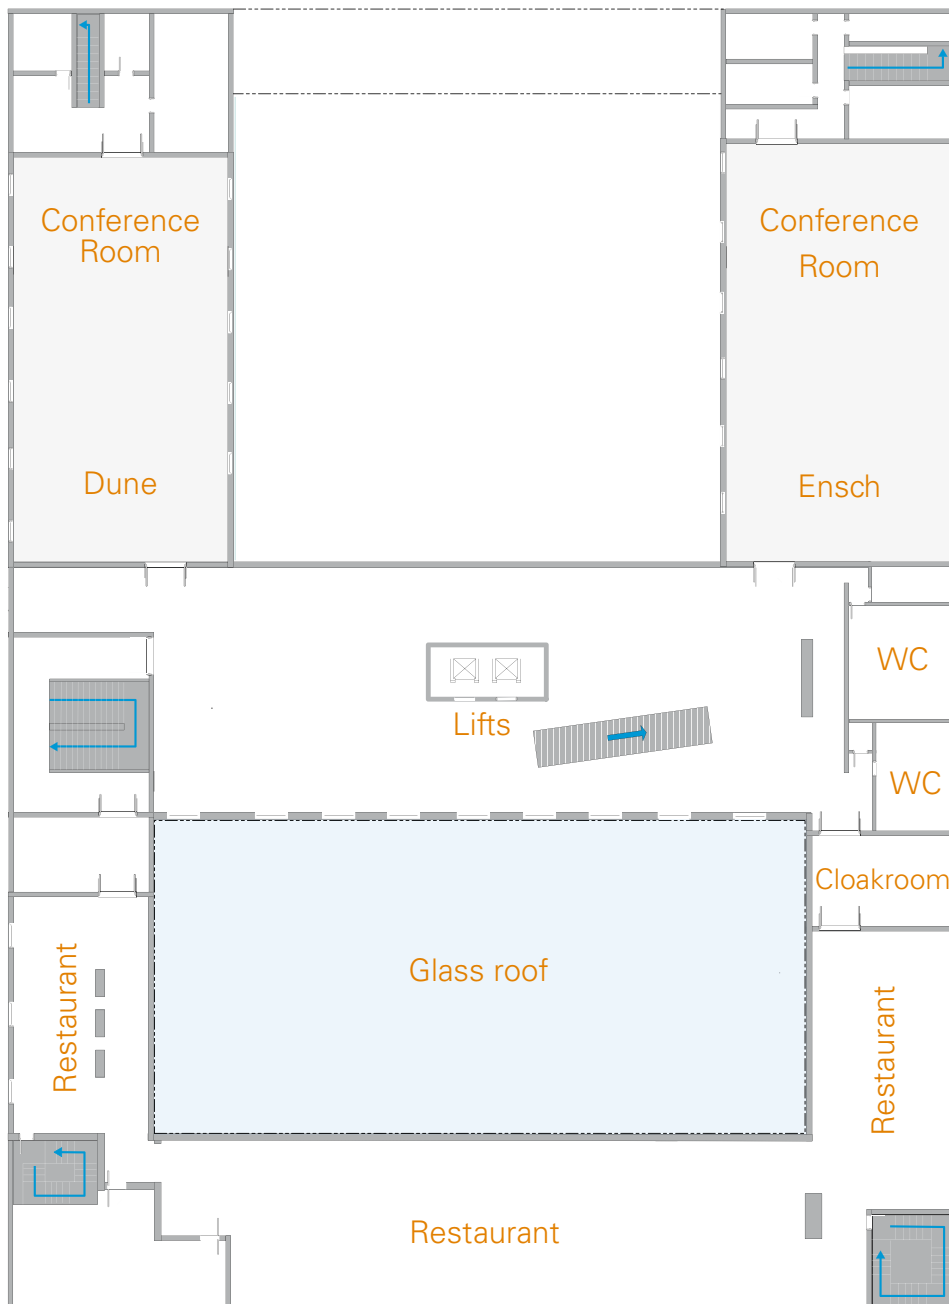 Conference
Room
Conference
Room
Dune
Ensch
WC
Lifts
WC
Cloakroom
Restaurant
Glass roof
Restaurant
Restaurant